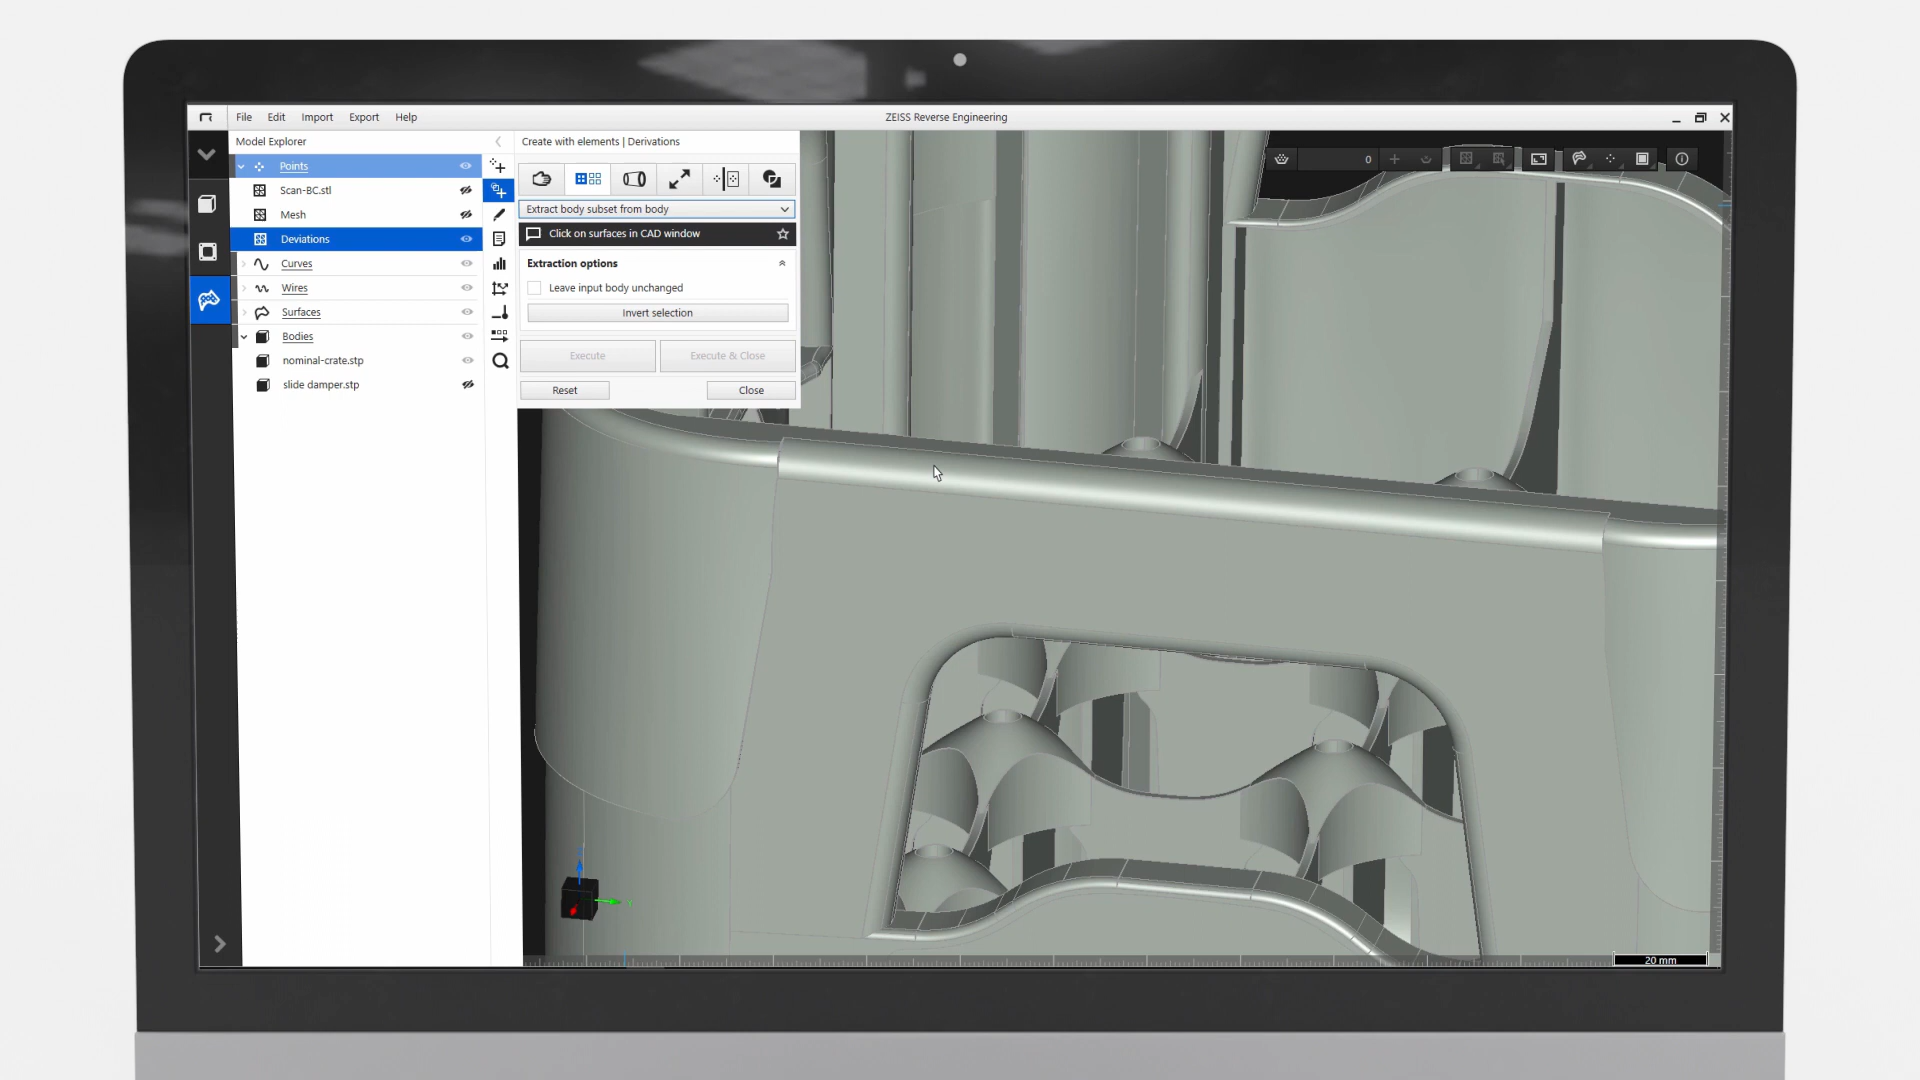 File Edit Import Export Help
ZEISS Reverse Engineering
Model Explorer
Points
Scan-BC.stl
Mesh
Deviations
Curves
Wires
Surfaces
Bodies
nominal-crate.stp
slide damper.stp
Create with elements | Derivations
Extract body subset from body
Click on surfaces in CAD window
Extraction options
Leave input body unchanged
Invert selection
Execute
Execute & Close
Reset
Close
0
Y
20 mm